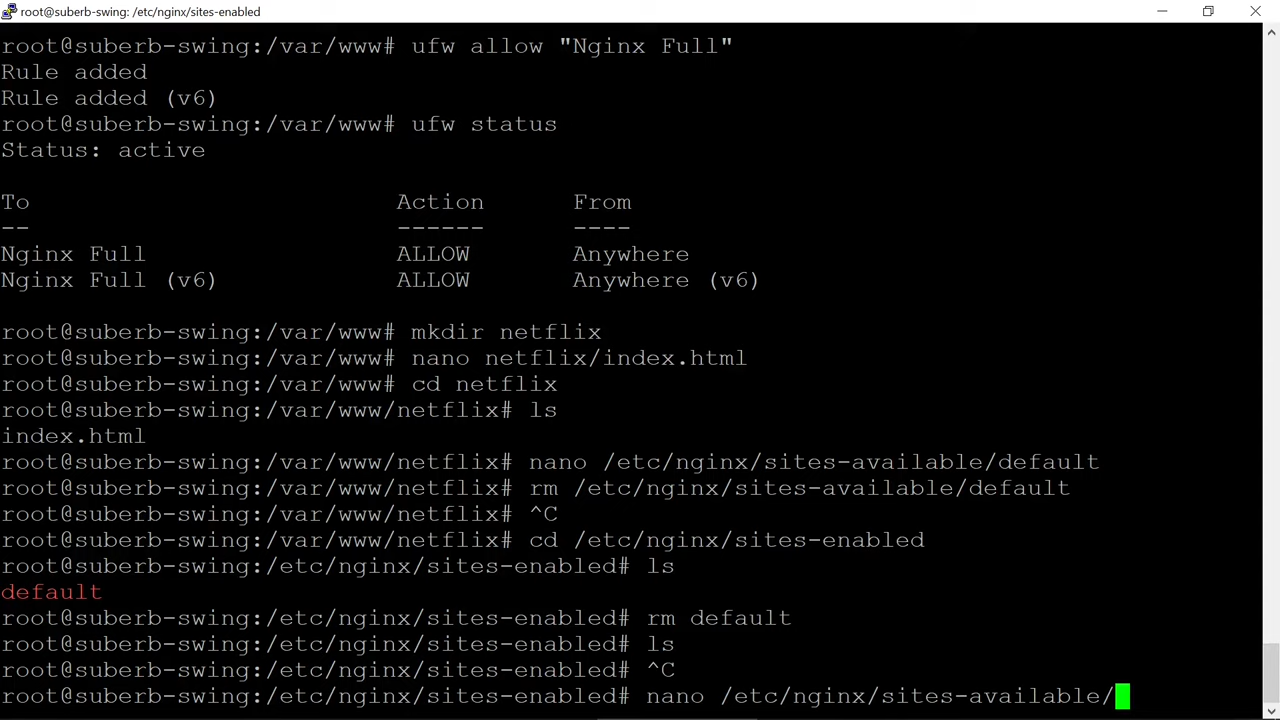 root@suberb-swing: /etc/nginx/sites-enabled
root@suberb-swing:/var/www# ufw allow "Nginx Full"
Rule added
Rule added (v6)
root@suberb-swing:/var/www# ufw status
Status: active
To Action From
-- ------ ----
Nginx Full ALLOW Anywhere
Nginx Full (v6) ALLOW Anywhere (v6)
root@suberb-swing:/var/www# mkdir netflix
root@suberb-swing:/var/www# nano netflix/index.html
root@suberb-swing:/var/www# cd netflix
root@suberb-swing:/var/www/netflix# ls
index.html
root@suberb-swing:/var/www/netflix# nano /etc/nginx/sites-available/default
root@suberb-swing:/var/www/netflix# rm /etc/nginx/sites-available/default
root@suberb-swing:/var/www/netflix# ^C
root@suberb-swing:/var/www/netflix# cd /etc/nginx/sites-enabled
root@suberb-swing:/etc/nginx/sites-enabled# ls
default
root@suberb-swing:/etc/nginx/sites-enabled# rm default
root@suberb-swing:/etc/nginx/sites-enabled# ls
root@suberb-swing:/etc/nginx/sites-enabled# ^C
root@suberb-swing:/etc/nginx/sites-enabled# nano /etc/nginx/sites-available/